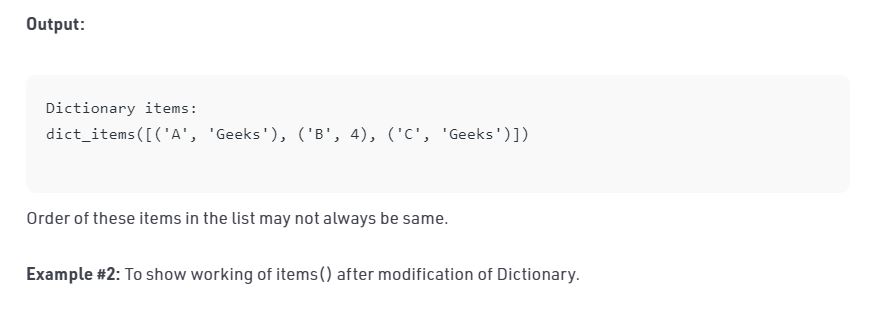 Output:
Dictionary items:
dict_items([('A', 'Geeks'), ('B', 4), ('C', 'Geeks')])
Order of these items in the list may not always be same.
Example #2: To show working of items() after modification of Dictionary.